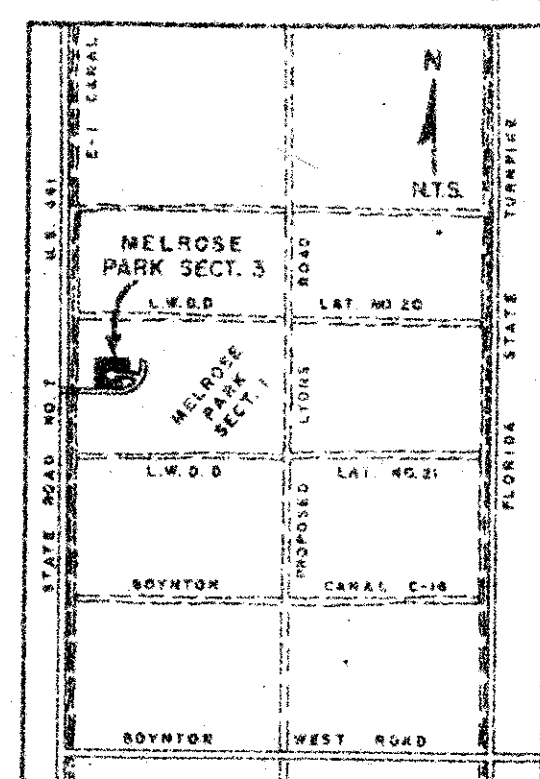 E-1 CANAL
N
N.T.S.
U.S. 441
FLORIDA STATE TURNPIKE
MELROSE
PARK SECT. 3
L.W.D.D LAT. NO 20
MELROSE
PARK
SECT. 1
PROPOSED LYONS ROAD
STATE ROAD NO. 7
L.W.D.D LAT. NO. 21
BOYNTON CANAL C-16
BOYNTON WEST ROAD